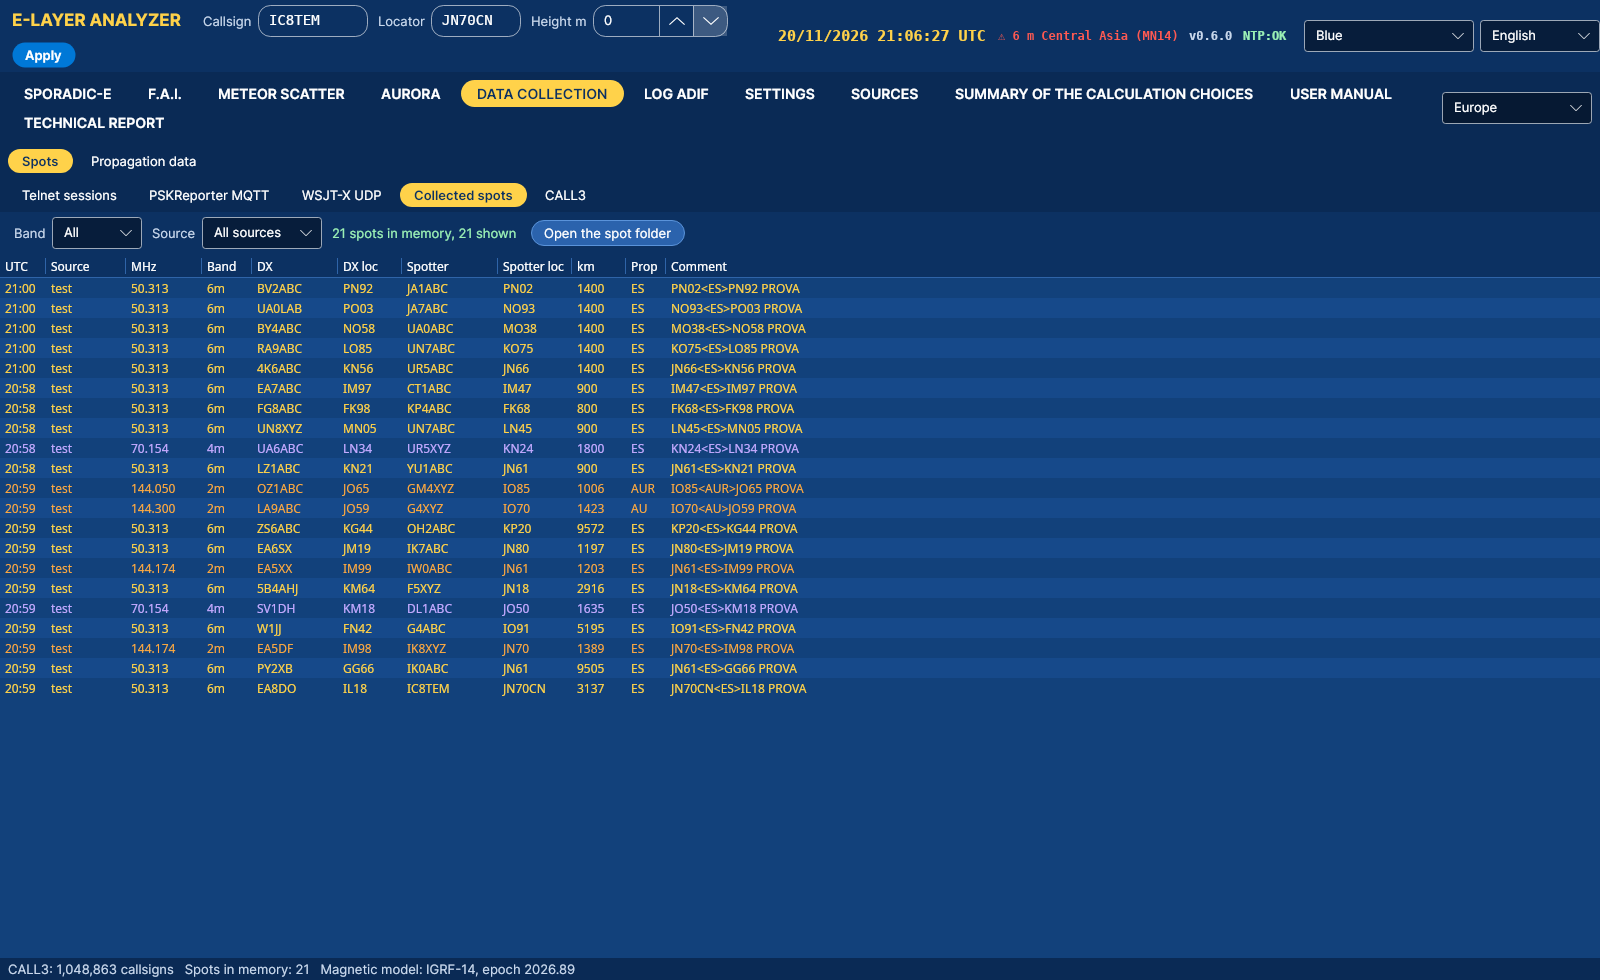 E-LAYER ANALYZER Callsign IC8TEM Locator JN70CN Height m 0
Apply
20/11/2026 21:06:27 UTC ⚠ 6 m Central Asia (MN14) v0.6.0 NTP:OK Blue English
SPORADIC-E F.A.I. METEOR SCATTER AURORA DATA COLLECTION LOG ADIF SETTINGS SOURCES SUMMARY OF THE CALCULATION CHOICES USER MANUAL
TECHNICAL REPORT
Europe
Spots Propagation data
Telnet sessions PSKReporter MQTT WSJT-X UDP Collected spots CALL3
Band All Source All sources 21 spots in memory, 21 shown Open the spot folder
UTC Source MHz Band DX DX loc Spotter Spotter loc km Prop Comment
21:00 test 50.313 6m BV2ABC PN92 JA1ABC PN02 1400 ES PN02<ES>PN92 PROVA
21:00 test 50.313 6m UA0LAB PO03 JA7ABC NO93 1400 ES NO93<ES>PO03 PROVA
21:00 test 50.313 6m BY4ABC NO58 UA0ABC MO38 1400 ES MO38<ES>NO58 PROVA
21:00 test 50.313 6m RA9ABC LO85 UN7ABC KO75 1400 ES KO75<ES>LO85 PROVA
21:00 test 50.313 6m 4K6ABC KN56 UR5ABC JN66 1400 ES JN66<ES>KN56 PROVA
20:58 test 50.313 6m EA7ABC IM97 CT1ABC IM47 900 ES IM47<ES>IM97 PROVA
20:58 test 50.313 6m FG8ABC FK98 KP4ABC FK68 800 ES FK68<ES>FK98 PROVA
20:58 test 50.313 6m UN8XYZ MN05 UN7ABC LN45 900 ES LN45<ES>MN05 PROVA
20:58 test 70.154 4m UA6ABC LN34 UR5XYZ KN24 1800 ES KN24<ES>LN34 PROVA
20:58 test 50.313 6m LZ1ABC KN21 YU1ABC JN61 900 ES JN61<ES>KN21 PROVA
20:59 test 144.050 2m OZ1ABC JO65 GM4XYZ IO85 1006 AUR IO85<AUR>JO65 PROVA
20:59 test 144.300 2m LA9ABC JO59 G4XYZ IO70 1423 AU IO70<AU>JO59 PROVA
20:59 test 50.313 6m ZS6ABC KG44 OH2ABC KP20 9572 ES KP20<ES>KG44 PROVA
20:59 test 50.313 6m EA6SX JM19 IK7ABC JN80 1197 ES JN80<ES>JM19 PROVA
20:59 test 144.174 2m EA5XX IM99 IW0ABC JN61 1203 ES JN61<ES>IM99 PROVA
20:59 test 50.313 6m 5B4AHJ KM64 F5XYZ JN18 2916 ES JN18<ES>KM64 PROVA
20:59 test 70.154 4m SV1DH KM18 DL1ABC JO50 1635 ES JO50<ES>KM18 PROVA
20:59 test 50.313 6m W1JJ FN42 G4ABC IO91 5195 ES IO91<ES>FN42 PROVA
20:59 test 144.174 2m EA5DF IM98 IK8XYZ JN70 1389 ES JN70<ES>IM98 PROVA
20:59 test 50.313 6m PY2XB GG66 IK0ABC JN61 9505 ES JN61<ES>GG66 PROVA
20:59 test 50.313 6m EA8DO IL18 IC8TEM JN70CN 3137 ES JN70CN<ES>IL18 PROVA
CALL3: 1,048,863 callsigns Spots in memory: 21 Magnetic model: IGRF-14, epoch 2026.89